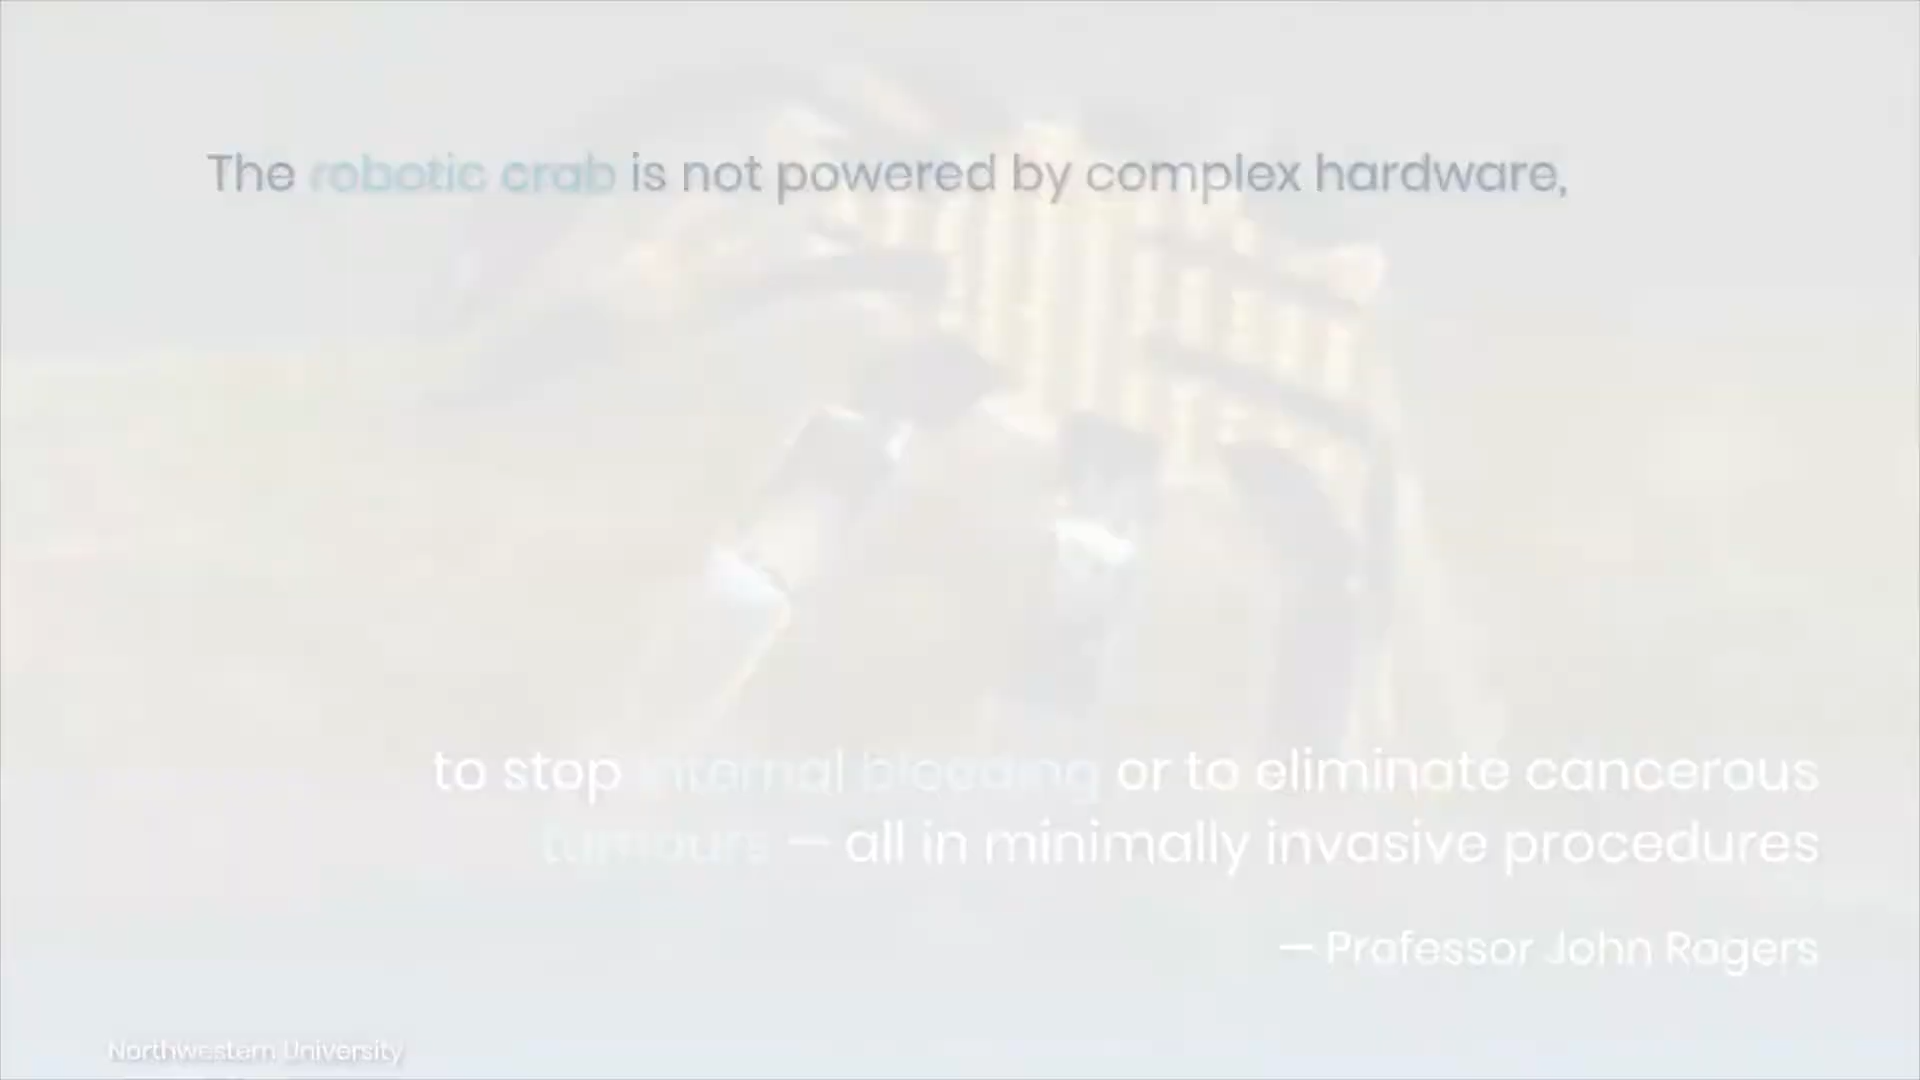 The robotic crab is not powered by complex hardware,
to stop internal bleeding or to eliminate cancerous
tumours — all in minimally invasive procedures
— Professor John Rogers
Northwestern University